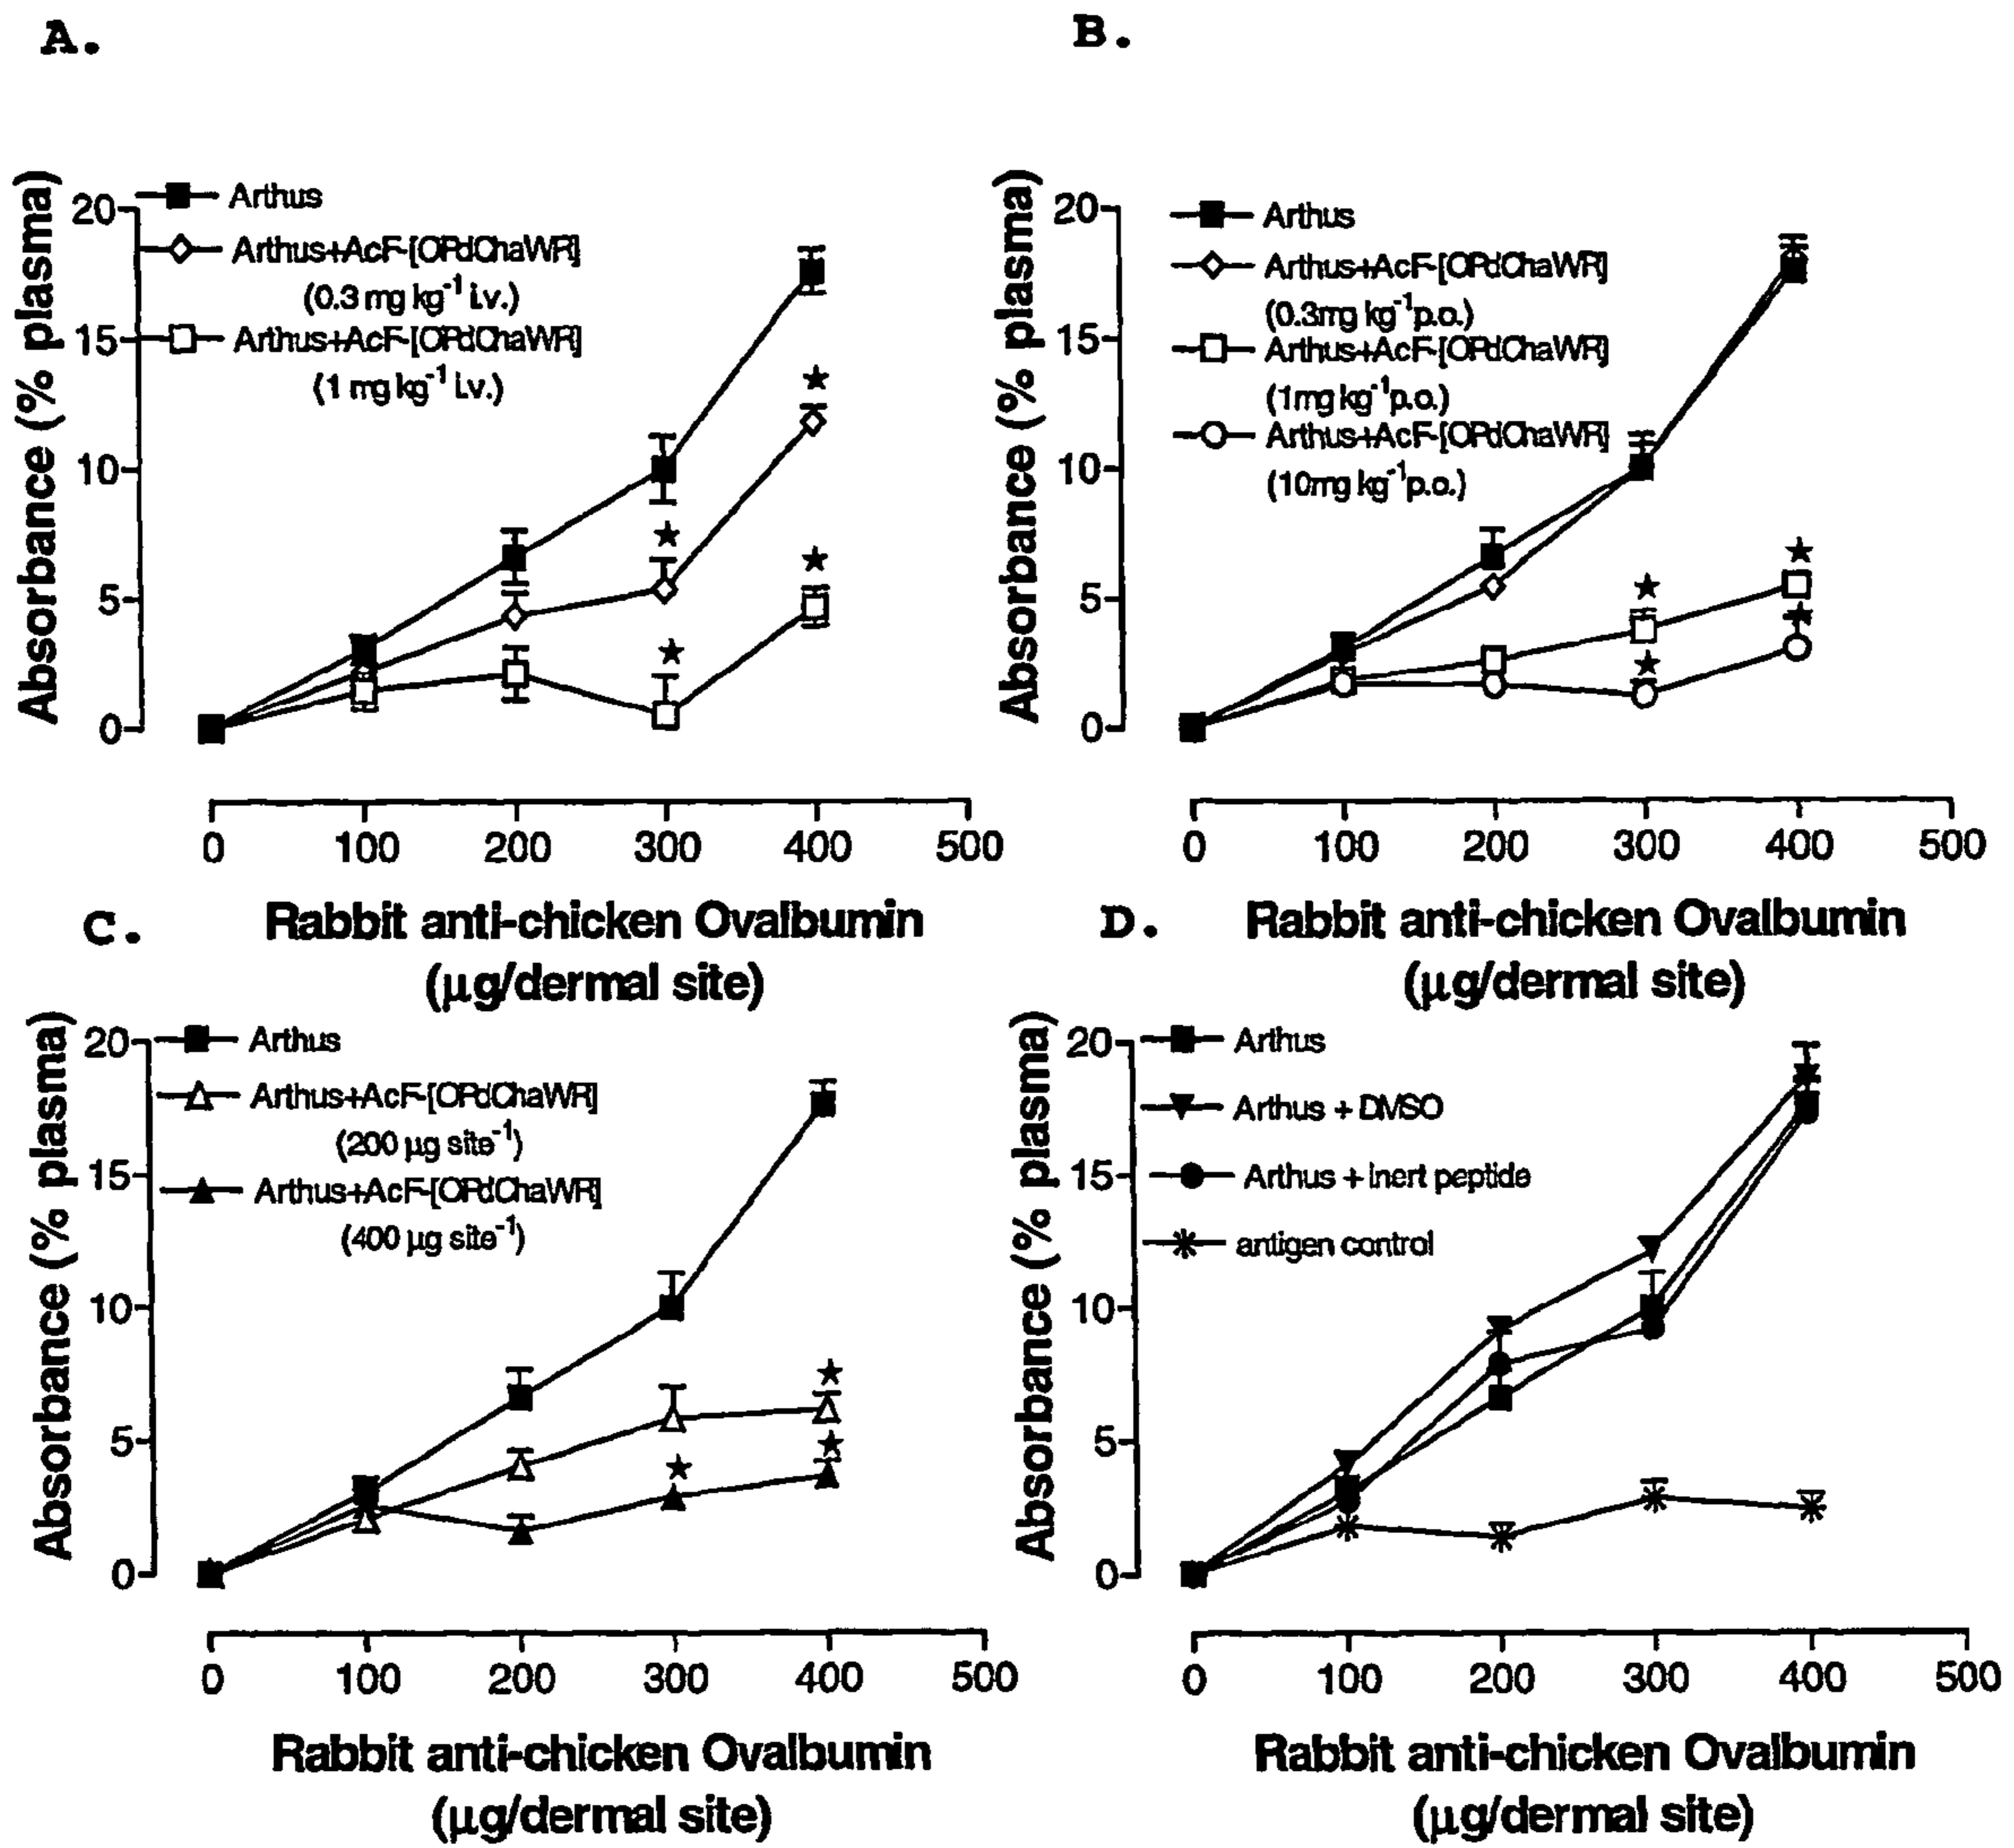 A.
Absorbance (% plasma)
20
15
10
5
0
Arthus
Arthus+AcF-[OPdChaWR]
(0.3 mg kg⁻¹ i.v.)
Arthus+AcF-[OPdChaWR]
(1 mg kg⁻¹ i.v.)
0 100 200 300 400 500
Rabbit anti-chicken Ovalbumin
(µg/dermal site)
B.
Absorbance (% plasma)
20
15
10
5
0
Arthus
Arthus+AcF-[OPdChaWR]
(0.3mg kg⁻¹p.o.)
Arthus+AcF-[OPdChaWR]
(1mg kg⁻¹p.o.)
Arthus+AcF-[OPdChaWR]
(10mg kg⁻¹p.o.)
0 100 200 300 400 500
Rabbit anti-chicken Ovalbumin
(µg/dermal site)
C.
Absorbance (% plasma)
20
15
10
5
0
Arthus
Arthus+AcF-[OPdChaWR]
(200 µg site⁻¹)
Arthus+AcF-[OPdChaWR]
(400 µg site⁻¹)
0 100 200 300 400 500
Rabbit anti-chicken Ovalbumin
(µg/dermal site)
D.
Absorbance (% plasma)
20
15
10
5
0
Arthus
Arthus + DMSO
Arthus + Inert peptide
antigen control
0 100 200 300 400 500
Rabbit anti-chicken Ovalbumin
(µg/dermal site)